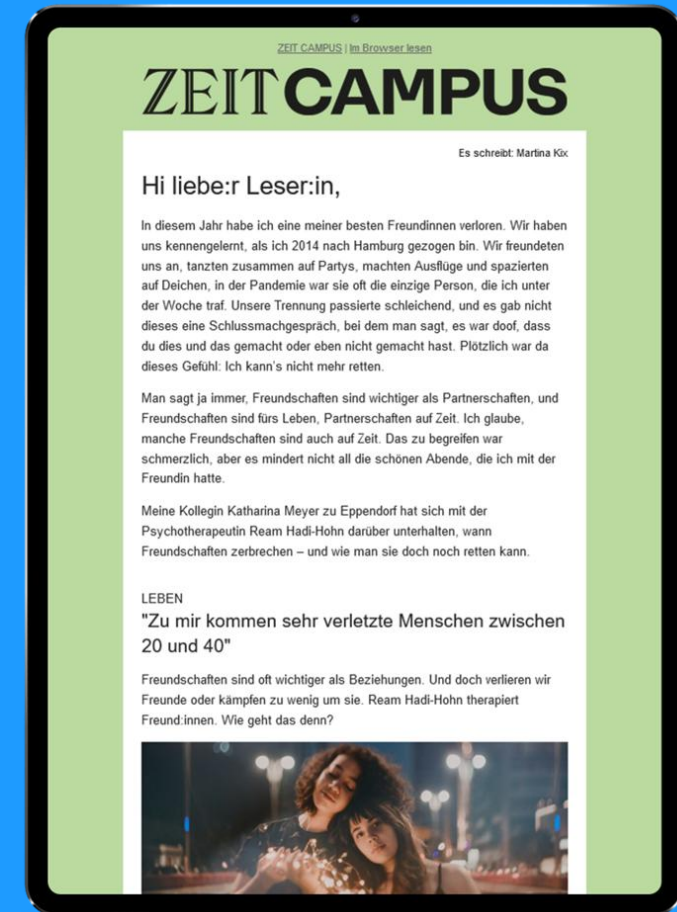 ZEIT CAMPUS | Im Browser lesen
ZEIT CAMPUS
Es schreibt: Martina Kix
Hi liebe:r Leser:in,
In diesem Jahr habe ich eine meiner besten Freundinnen verloren. Wir haben
uns kennengelernt, als ich 2014 nach Hamburg gezogen bin. Wir freundeten
uns an, tanzten zusammen auf Partys, machten Ausflüge und spazierten
auf Deichen, in der Pandemie war sie oft die einzige Person, die ich unter
der Woche traf. Unsere Trennung passierte schleichend, und es gab nicht
dieses eine Schlussmachgespräch, bei dem man sagt, es war doof, dass
du dies und das gemacht oder eben nicht gemacht hast. Plötzlich war da
dieses Gefühl: Ich kann's nicht mehr retten.
Man sagt ja immer, Freundschaften sind wichtiger als Partnerschaften, und
Freundschaften sind fürs Leben, Partnerschaften auf Zeit. Ich glaube,
manche Freundschaften sind auch auf Zeit. Das zu begreifen war
schmerzlich, aber es mindert nicht all die schönen Abende, die ich mit der
Freundin hatte.
Meine Kollegin Katharina Meyer zu Eppendorf hat sich mit der
Psychotherapeutin Ream Hadi-Hohn darüber unterhalten, wann
Freundschaften zerbrechen – und wie man sie doch noch retten kann.
LEBEN
"Zu mir kommen sehr verletzte Menschen zwischen
20 und 40"
Freundschaften sind oft wichtiger als Beziehungen. Und doch verlieren wir
Freunde oder kämpfen zu wenig um sie. Ream Hadi-Hohn therapiert
Freund:innen. Wie geht das denn?